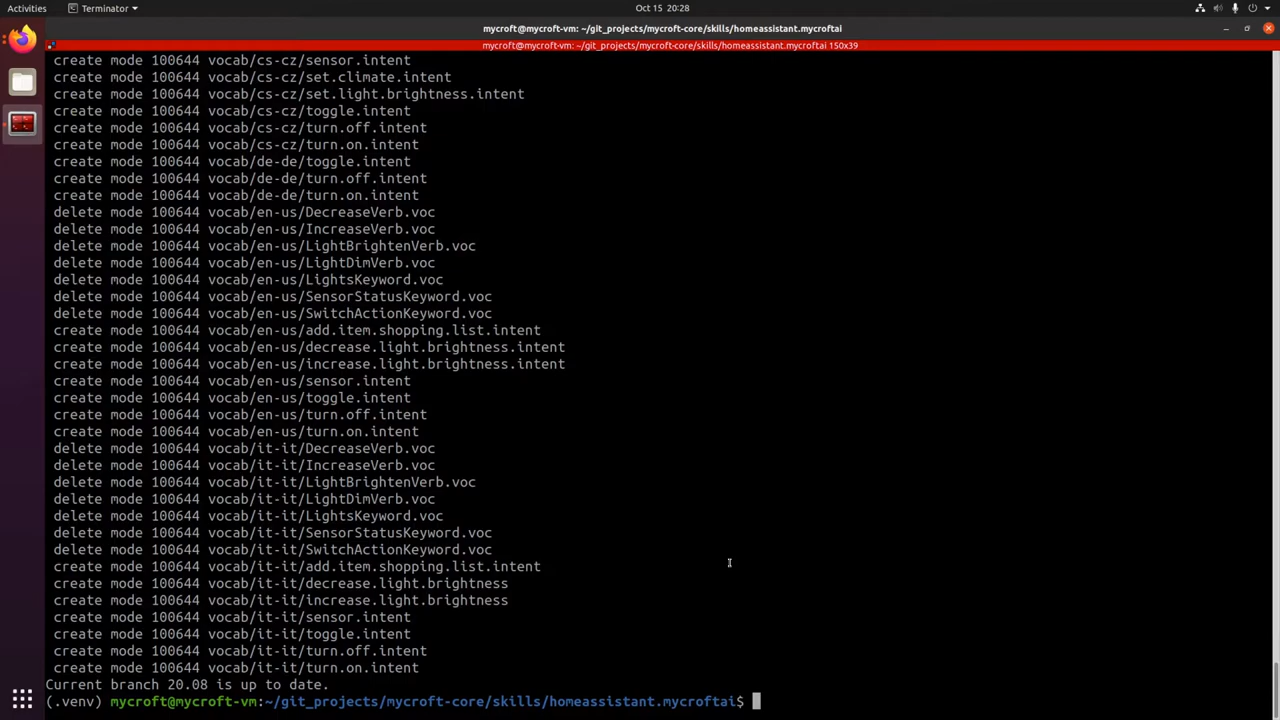 Activities
Terminator
Oct 15 20:28
mycroft@mycroft-vm: ~/git_projects/mycroft-core/skills/homeassistant.mycroftai
mycroft@mycroft-vm: ~/git_projects/mycroft-core/skills/homeassistant.mycroftai 150x39
create mode 100644 vocab/cs-cz/sensor.intent
create mode 100644 vocab/cs-cz/set.climate.intent
create mode 100644 vocab/cs-cz/set.light.brightness.intent
create mode 100644 vocab/cs-cz/toggle.intent
create mode 100644 vocab/cs-cz/turn.off.intent
create mode 100644 vocab/cs-cz/turn.on.intent
create mode 100644 vocab/de-de/toggle.intent
create mode 100644 vocab/de-de/turn.off.intent
create mode 100644 vocab/de-de/turn.on.intent
delete mode 100644 vocab/en-us/DecreaseVerb.voc
delete mode 100644 vocab/en-us/IncreaseVerb.voc
delete mode 100644 vocab/en-us/LightBrightenVerb.voc
delete mode 100644 vocab/en-us/LightDimVerb.voc
delete mode 100644 vocab/en-us/LightsKeyword.voc
delete mode 100644 vocab/en-us/SensorStatusKeyword.voc
delete mode 100644 vocab/en-us/SwitchActionKeyword.voc
create mode 100644 vocab/en-us/add.item.shopping.list.intent
create mode 100644 vocab/en-us/decrease.light.brightness.intent
create mode 100644 vocab/en-us/increase.light.brightness.intent
create mode 100644 vocab/en-us/sensor.intent
create mode 100644 vocab/en-us/toggle.intent
create mode 100644 vocab/en-us/turn.off.intent
create mode 100644 vocab/en-us/turn.on.intent
delete mode 100644 vocab/it-it/DecreaseVerb.voc
delete mode 100644 vocab/it-it/IncreaseVerb.voc
delete mode 100644 vocab/it-it/LightBrightenVerb.voc
delete mode 100644 vocab/it-it/LightDimVerb.voc
delete mode 100644 vocab/it-it/LightsKeyword.voc
delete mode 100644 vocab/it-it/SensorStatusKeyword.voc
delete mode 100644 vocab/it-it/SwitchActionKeyword.voc
create mode 100644 vocab/it-it/add.item.shopping.list.intent
create mode 100644 vocab/it-it/decrease.light.brightness
create mode 100644 vocab/it-it/increase.light.brightness
create mode 100644 vocab/it-it/sensor.intent
create mode 100644 vocab/it-it/toggle.intent
create mode 100644 vocab/it-it/turn.off.intent
create mode 100644 vocab/it-it/turn.on.intent
Current branch 20.08 is up to date.
(.venv) mycroft@mycroft-vm:~/git_projects/mycroft-core/skills/homeassistant.mycroftai$